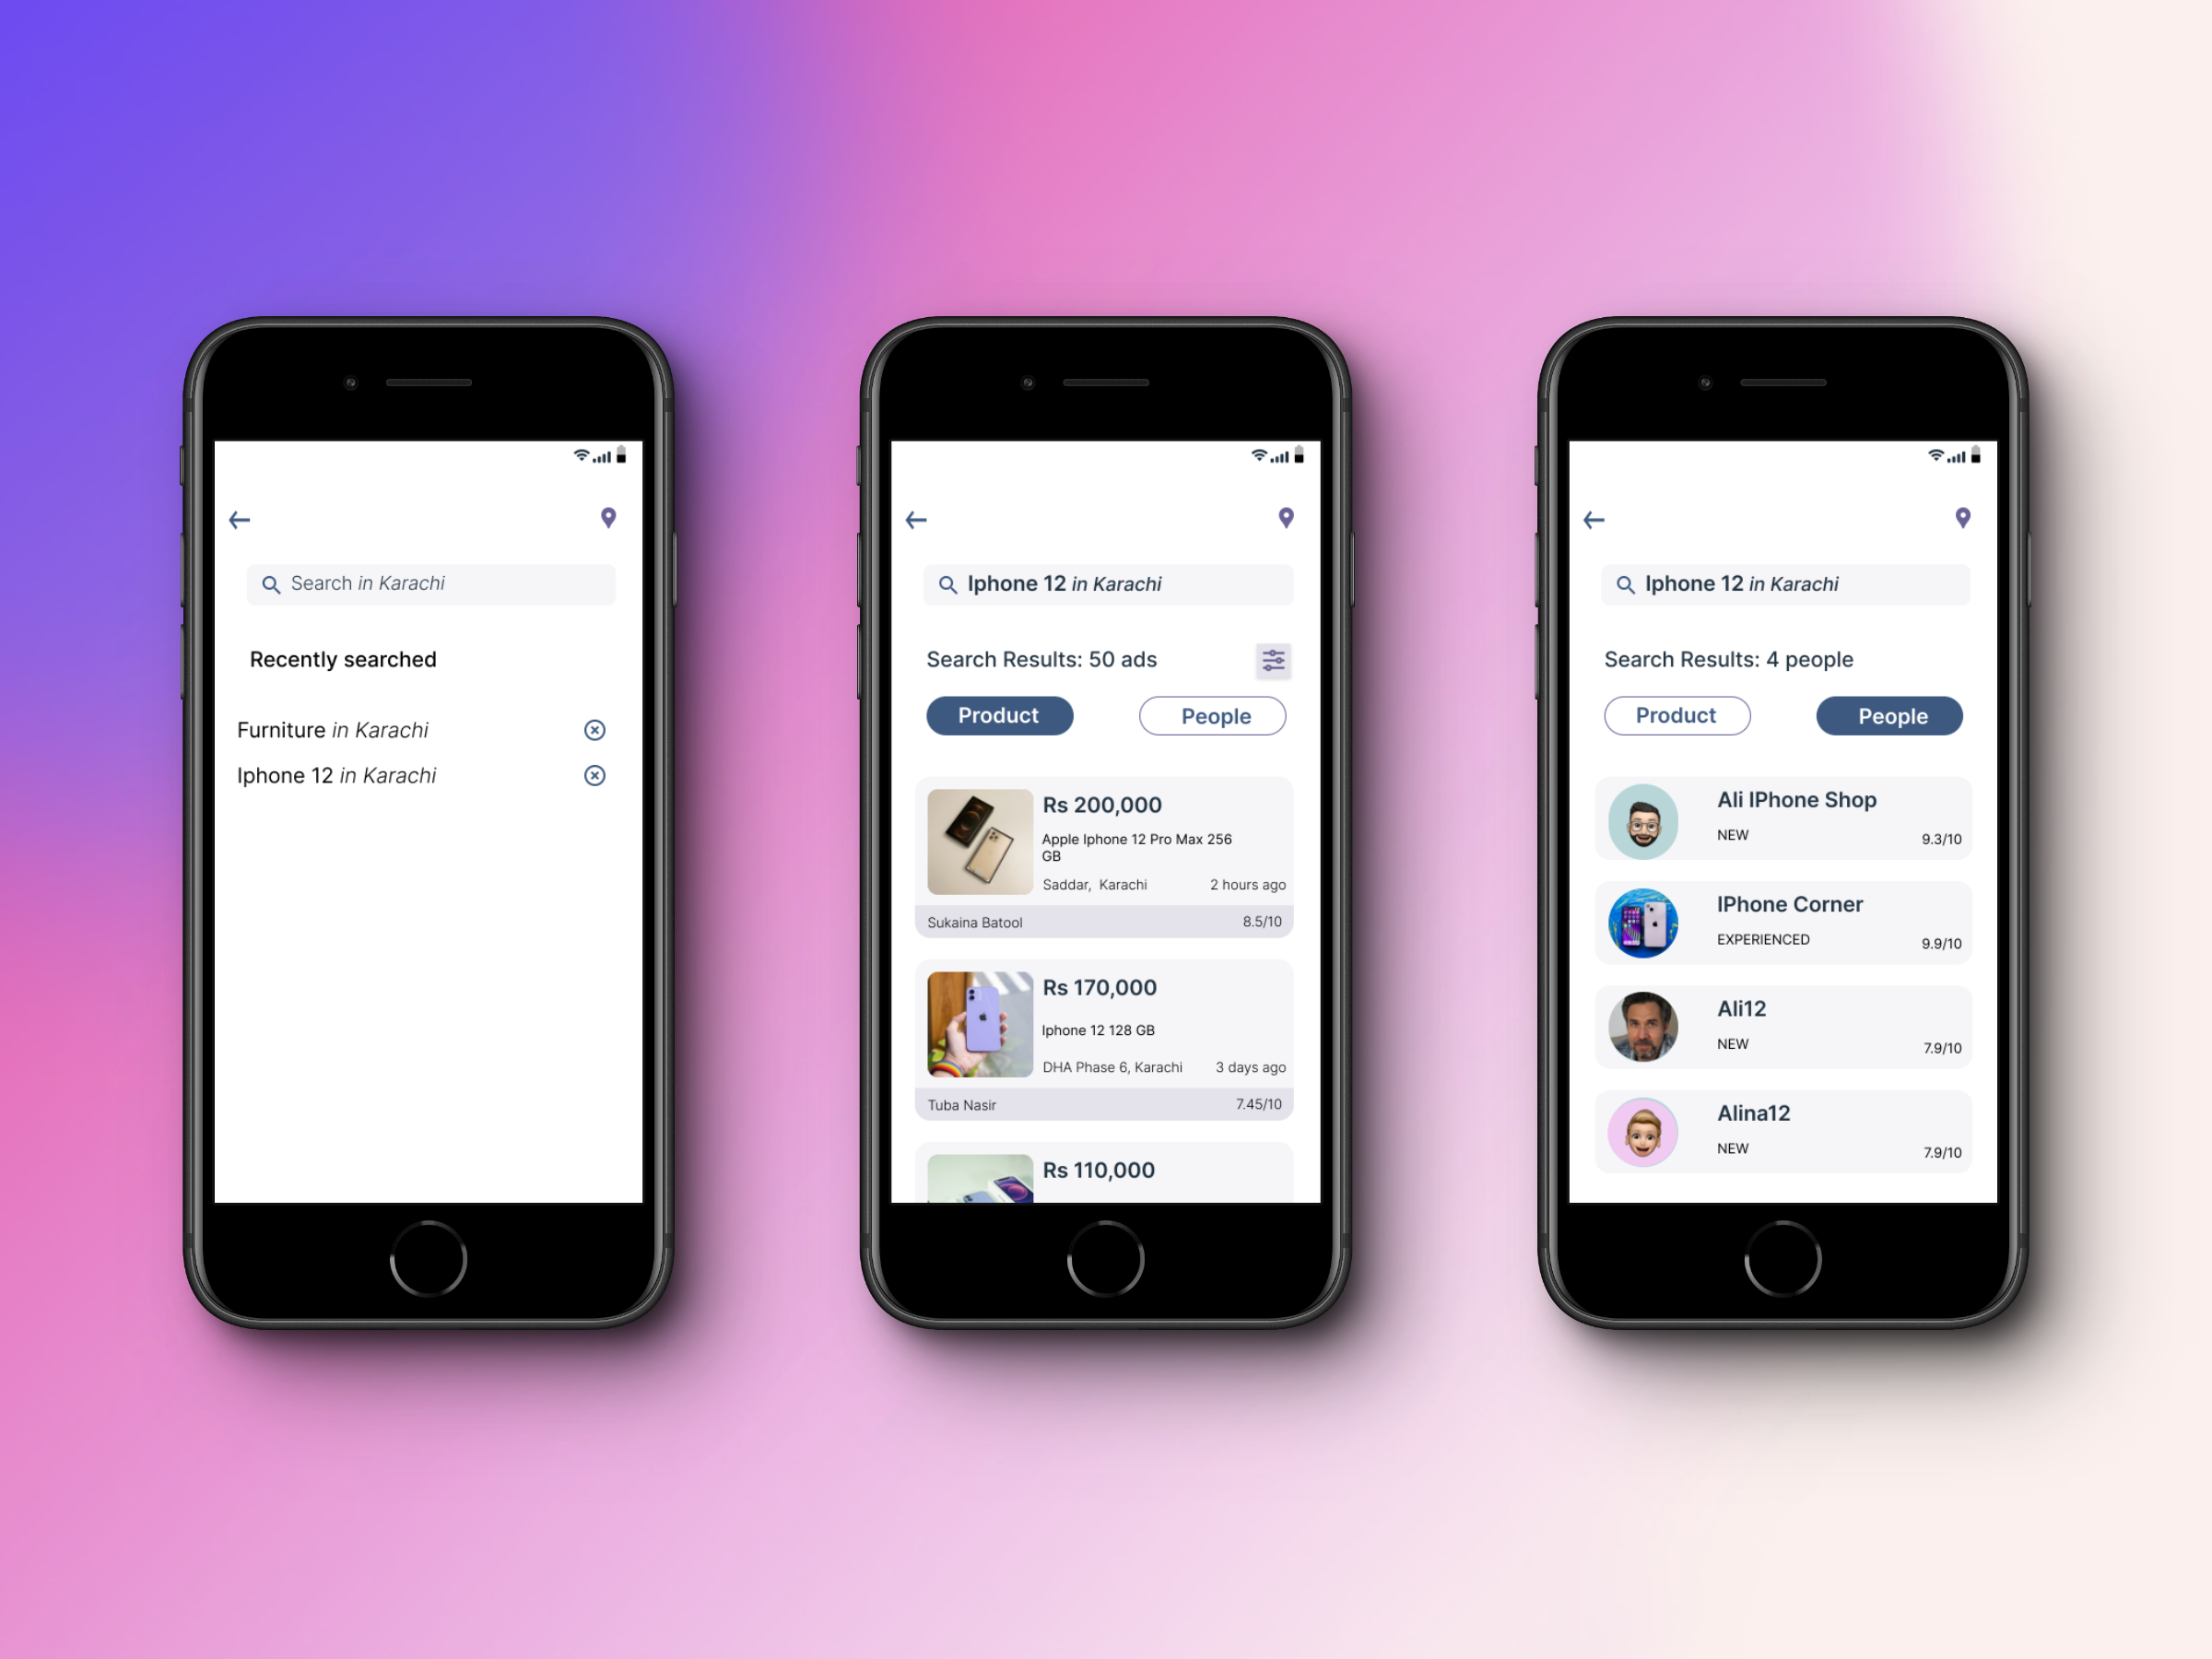 Search in Karachi
Recently searched
Furniture in Karachi
Iphone 12 in Karachi
Iphone 12 in Karachi
Search Results: 50 ads
Product
People
Rs 200,000
Apple Iphone 12 Pro Max 256
GB
Saddar, Karachi
2 hours ago
Sukaina Batool
8.5/10
Rs 170,000
Iphone 12 128 GB
DHA Phase 6, Karachi
3 days ago
Tuba Nasir
7.45/10
Rs 110,000
Iphone 12 in Karachi
Search Results: 4 people
Product
People
Ali IPhone Shop
NEW
9.3/10
IPhone Corner
EXPERIENCED
9.9/10
Ali12
NEW
7.9/10
Alina12
NEW
7.9/10